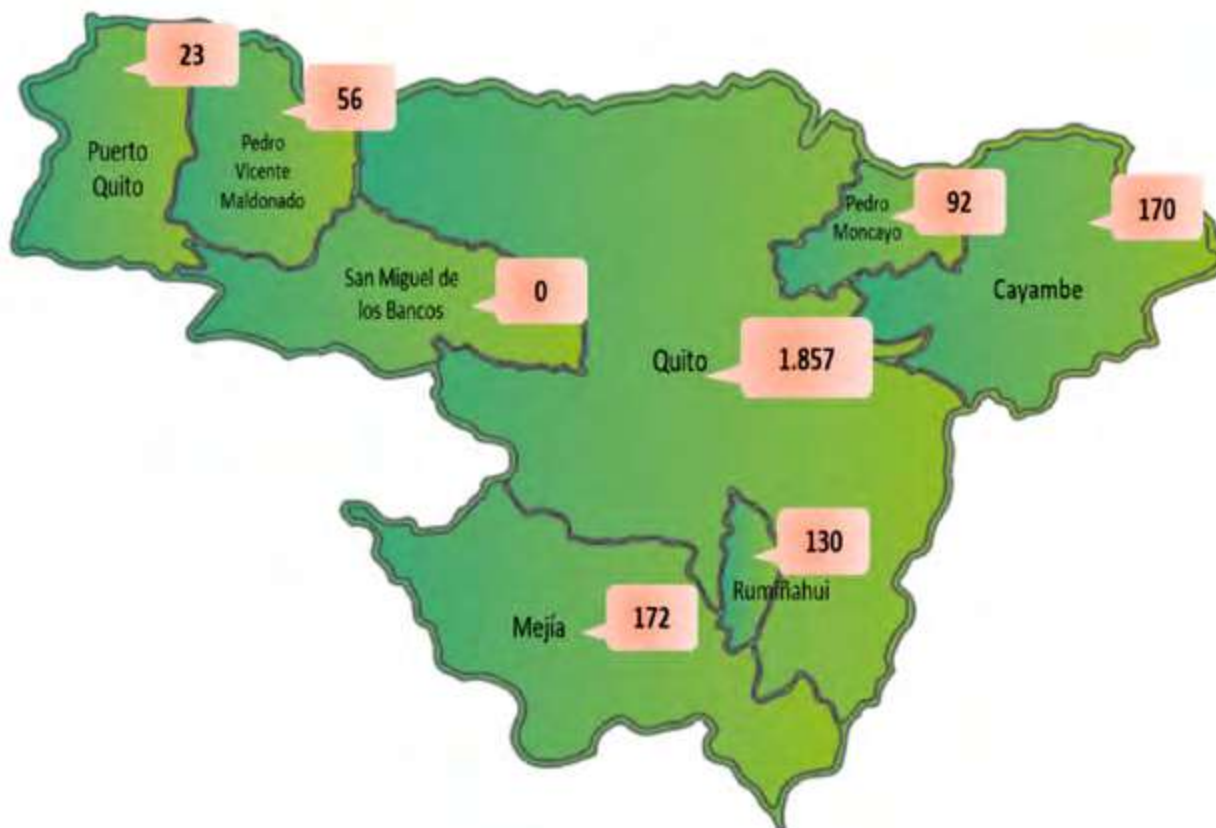 23
Puerto
Quito
56
Pedro
Vicente
Maldonado
San Miguel de
los Bancos
0
92
Pedro
Moncayo
170
Cayambe
Quito
1.857
130
Rumiñahui
Mejía
172